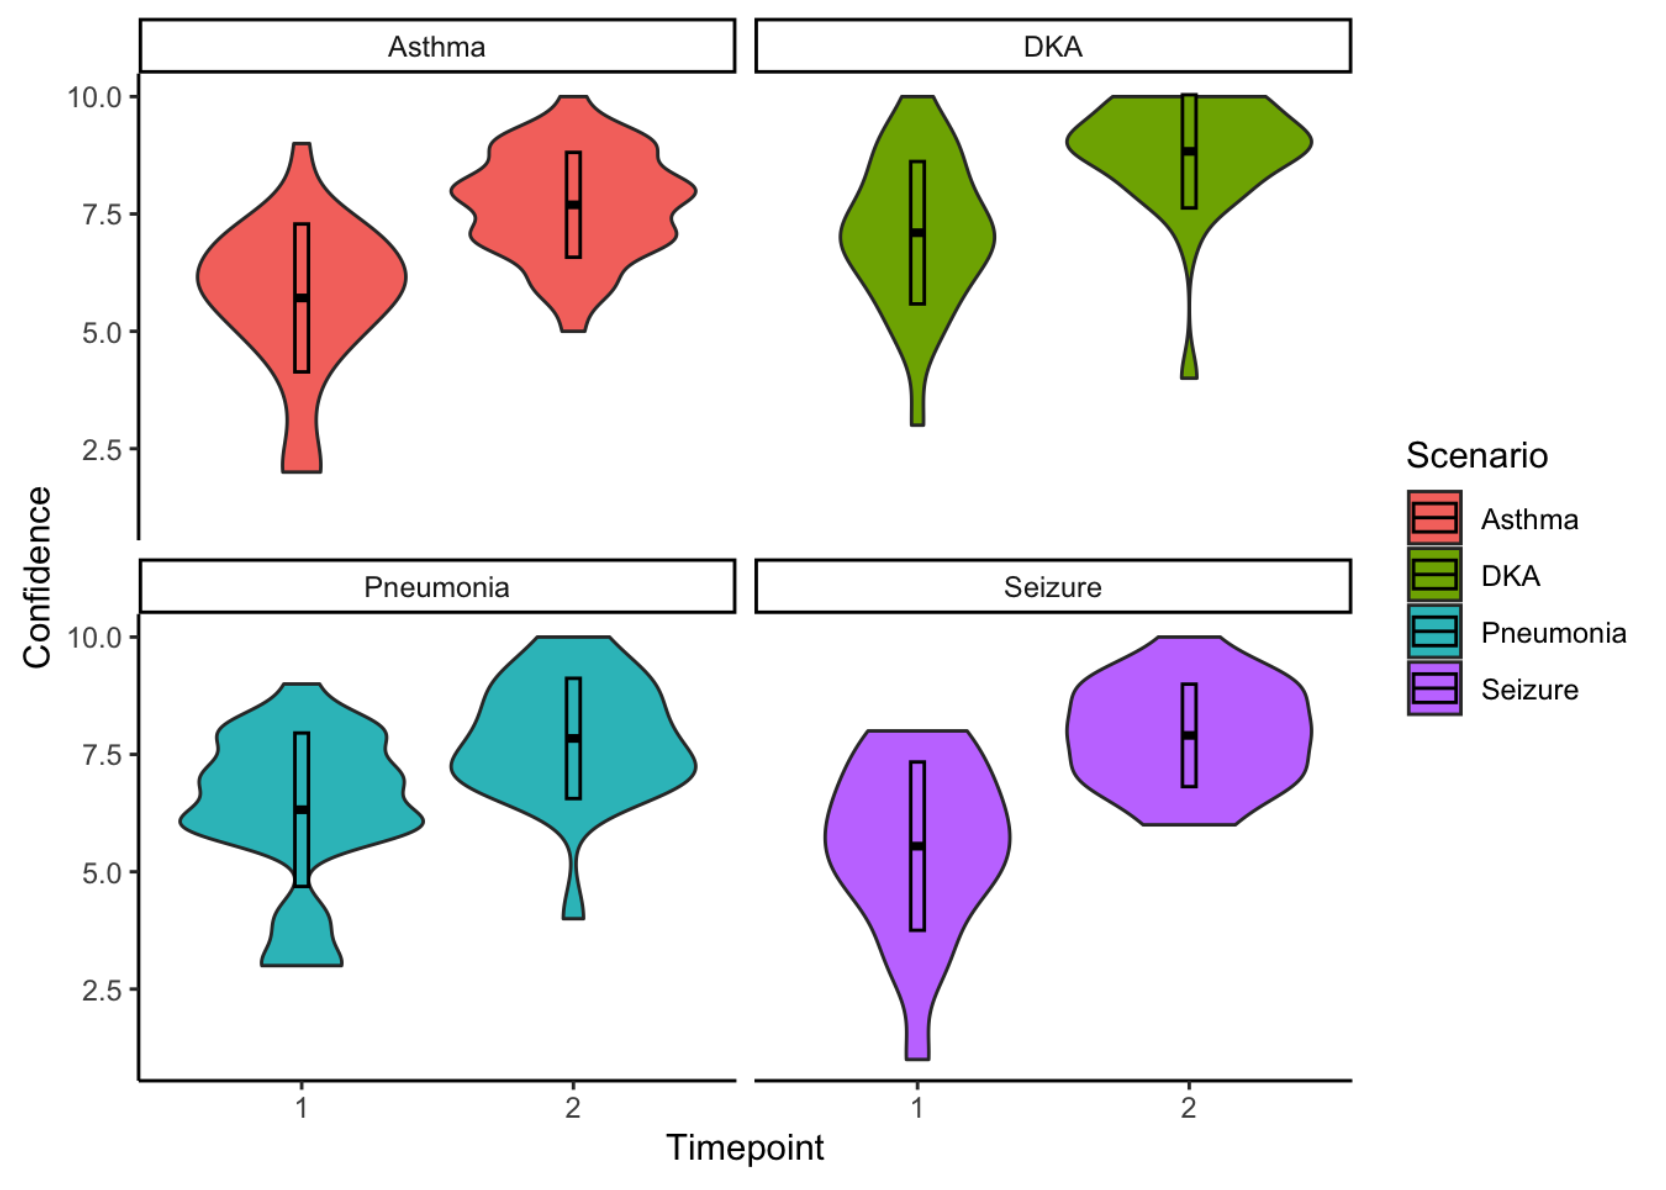 Asthma
DKA
10.0
7.5
5.0
2.5
Pneumonia
Seizure
10.0
7.5
5.0
2.5
1
2
1
2
Timepoint
Confidence
Scenario
Asthma
DKA
Pneumonia
Seizure